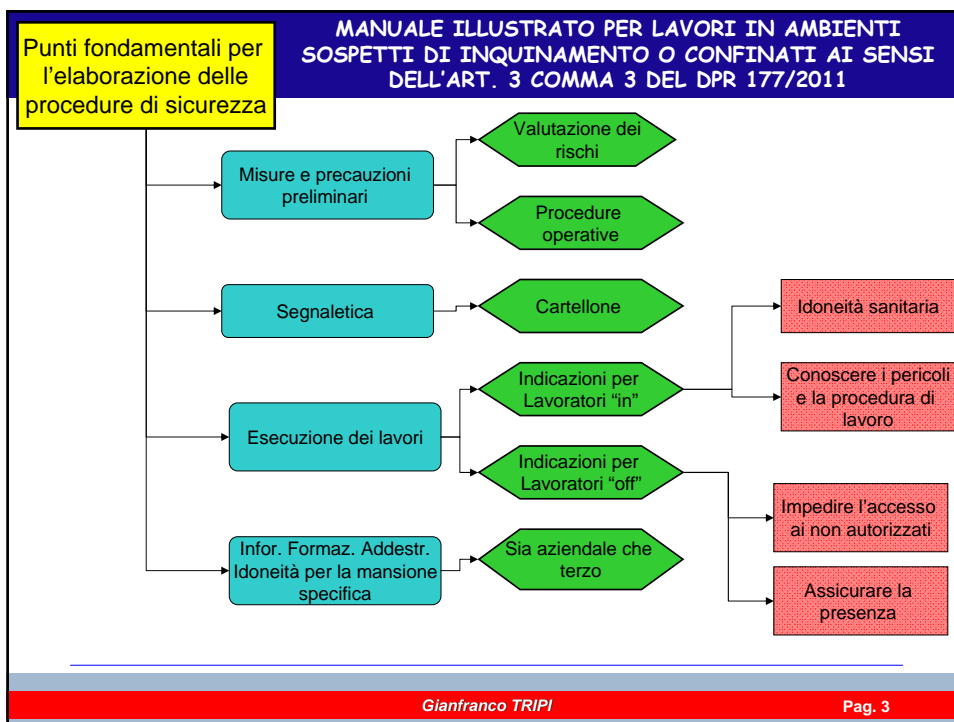 Punti fondamentali per
l'elaborazione delle
procedure di sicurezza
MANUALE ILLUSTRATO PER LAVORI IN AMBIENTI
SOSPETTI DI INQUINAMENTO O CONFINATI AI SENSI
DELL'ART. 3 COMMA 3 DEL DPR 177/2011
Misure e precauzioni
preliminari
Valutazione dei
rischi
Procedure
operative
Segnaletica
Cartellone
Esecuzione dei lavori
Indicazioni per
Lavoratori “in”
Idoneità sanitaria
Conoscere i pericoli
e la procedura di
lavoro
Indicazioni per
Lavoratori “off”
Impedire l'accesso
ai non autorizzati
Assicurare la
presenza
Infor. Formaz. Addestr.
Idoneità per la mansione
specifica
Sia aziendale che
terzo
Gianfranco TRIPI
Pag. 3